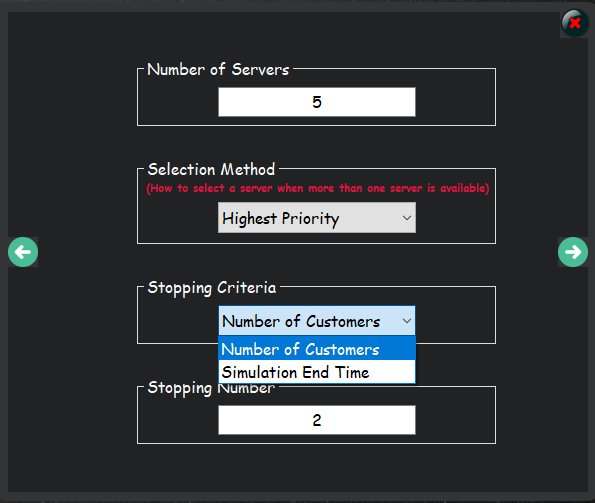 Number of Servers
5
Selection Method
(How to select a server when more than one server is available)
Highest Priority
Stopping Criteria
Number of Customers
Number of Customers
Simulation End Time
Stopping Number
2